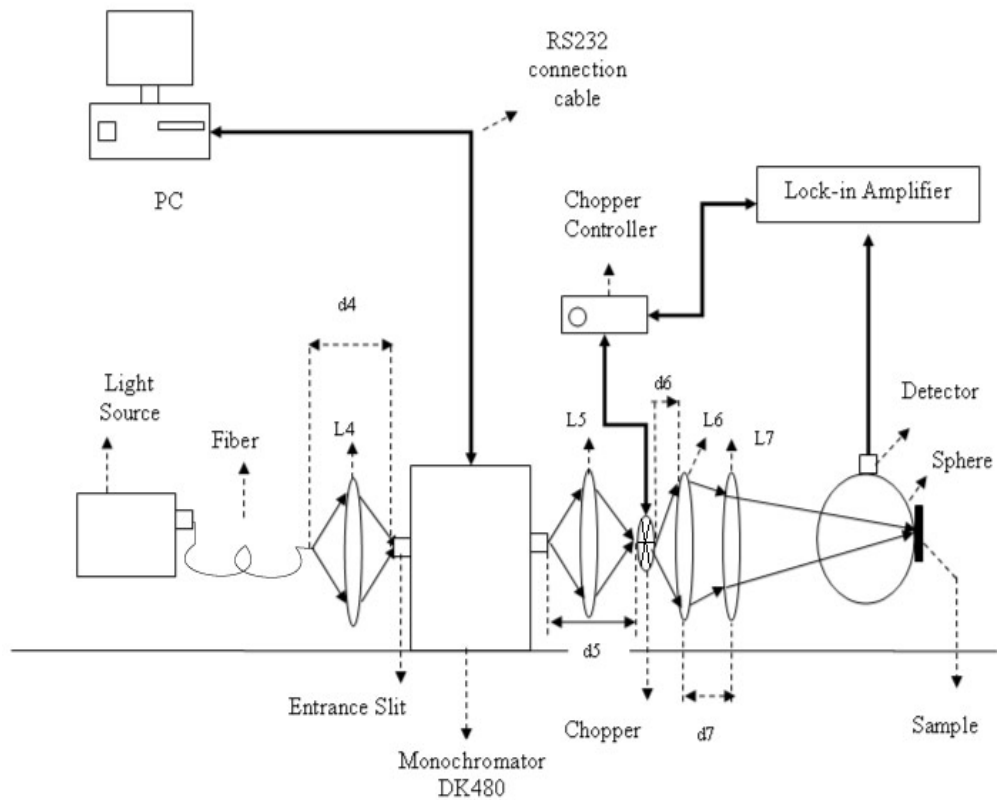 RS232
connection
cable
PC
Lock-in Amplifier
Chopper
Controller
d4
d6
Detector
Light
Source
Fiber
L4
L5
L6
L7
Sphere
d5
Entrance Slit
Chopper
d7
Sample
Monochromator
DK480